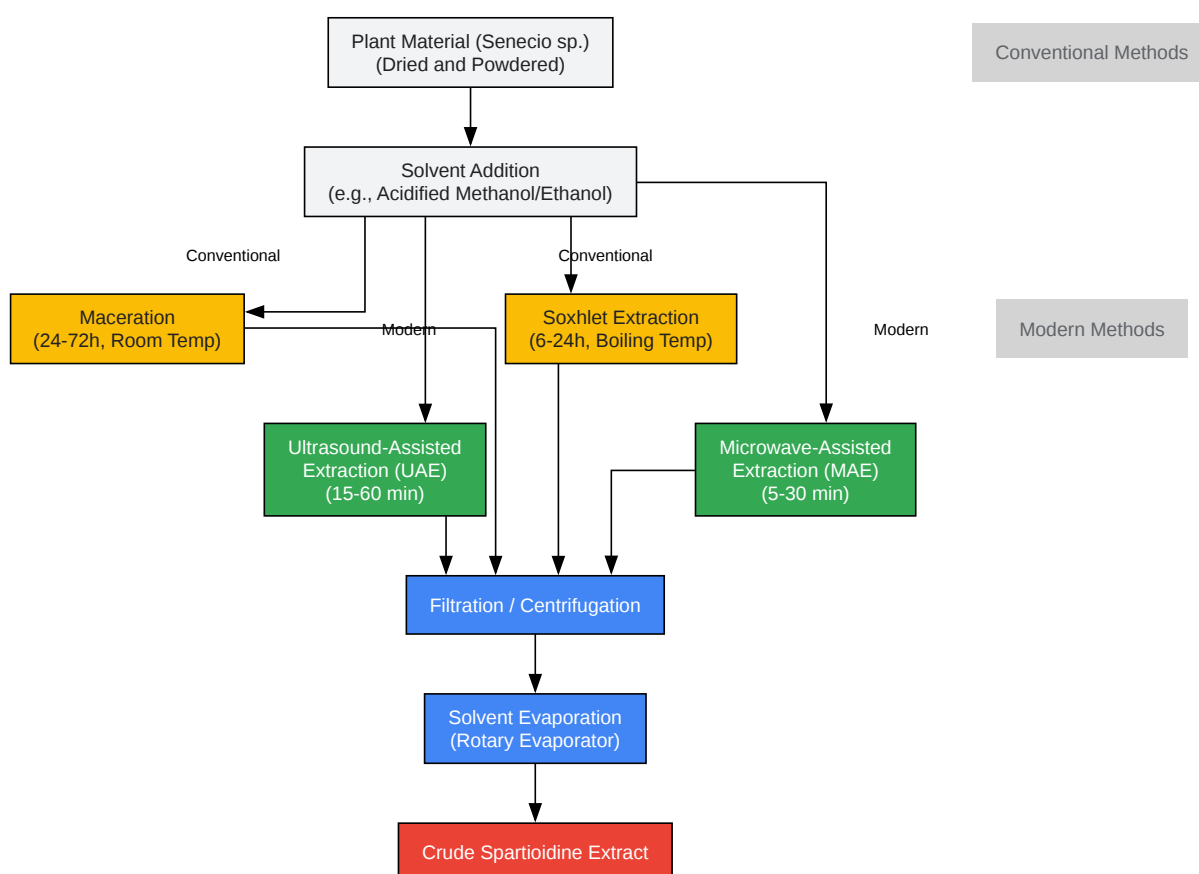 Plant Material (Senecio sp.)
(Dried and Powdered)
Conventional Methods
Solvent Addition
(e.g., Acidified Methanol/Ethanol)
Conventional
Conventional
Maceration
(24-72h, Room Temp)
Modern
Soxhlet Extraction
(6-24h, Boiling Temp)
Modern
Modern Methods
Ultrasound-Assisted
Extraction (UAE)
(15-60 min)
Microwave-Assisted
Extraction (MAE)
(5-30 min)
Filtration / Centrifugation
Solvent Evaporation
(Rotary Evaporator)
Crude Spartioidine Extract